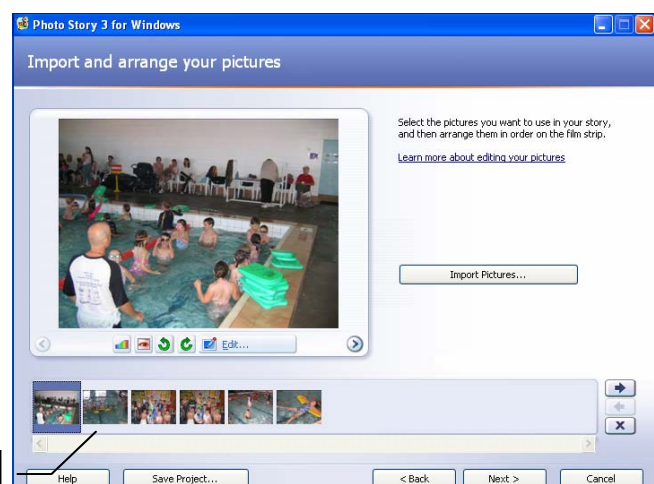 Photo Story 3 for Windows
Import and arrange your pictures
Select the pictures you want to use in your story,
and then arrange them in order on the film strip.
Learn more about editing your pictures
Import Pictures...
Edit...
Help
Save Project...
< Back
Next >
Cancel